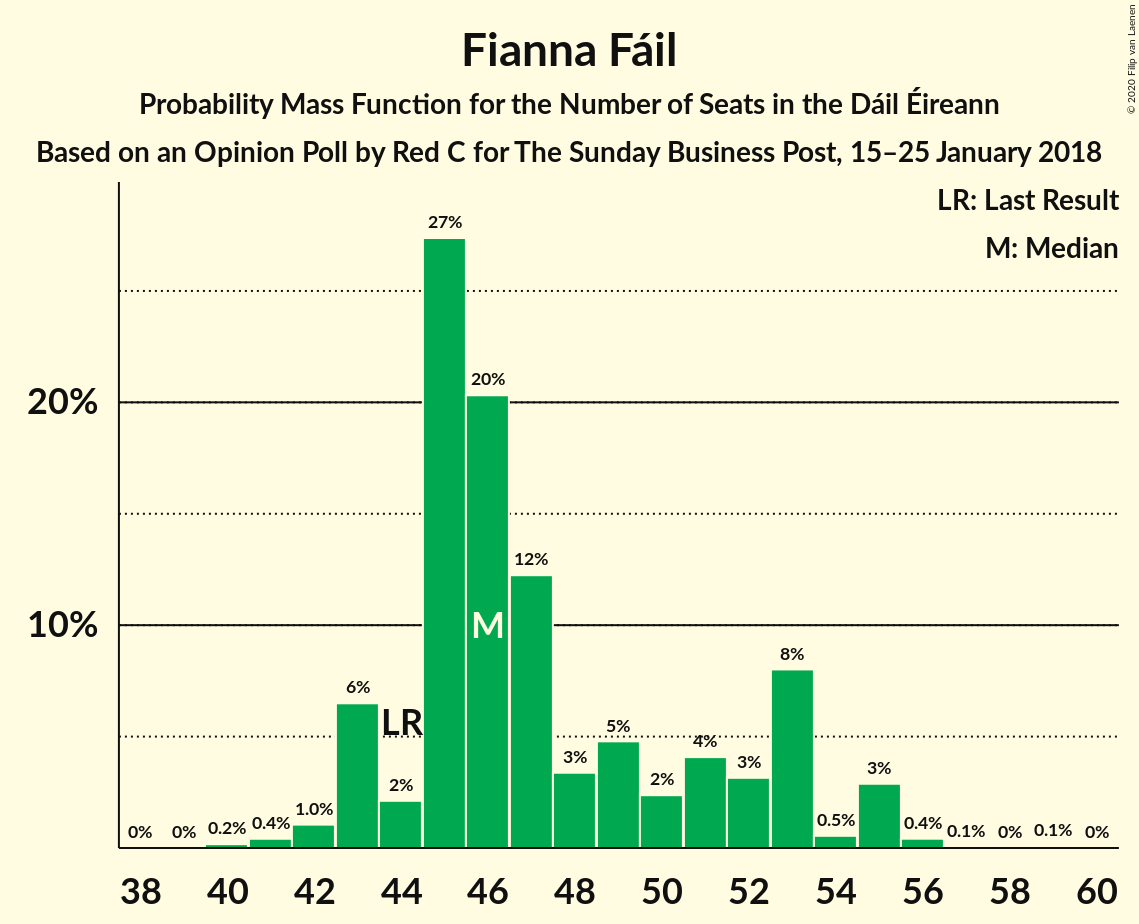 Fianna Fáil
Probability Mass Function for the Number of Seats in the Dáil Éireann
Based on an Opinion Poll by Red C for The Sunday Business Post, 15–25 January 2018
© 2020 Filip van Laenen
LR: Last Result
M: Median
20%
10%
0%
0%
0.2%
0.4%
1.0%
6%
2%
27%
20%
12%
3%
5%
2%
4%
3%
8%
0.5%
3%
0.4%
0.1%
0%
0.1%
0%
LR
M
38 40 42 44 46 48 50 52 54 56 58 60